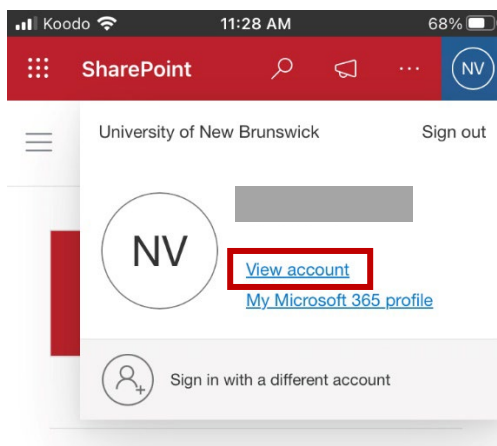 Koodo 11:28 AM 68%
SharePoint ... NV
University of New Brunswick Sign out
NV
View account
My Microsoft 365 profile
Sign in with a different account